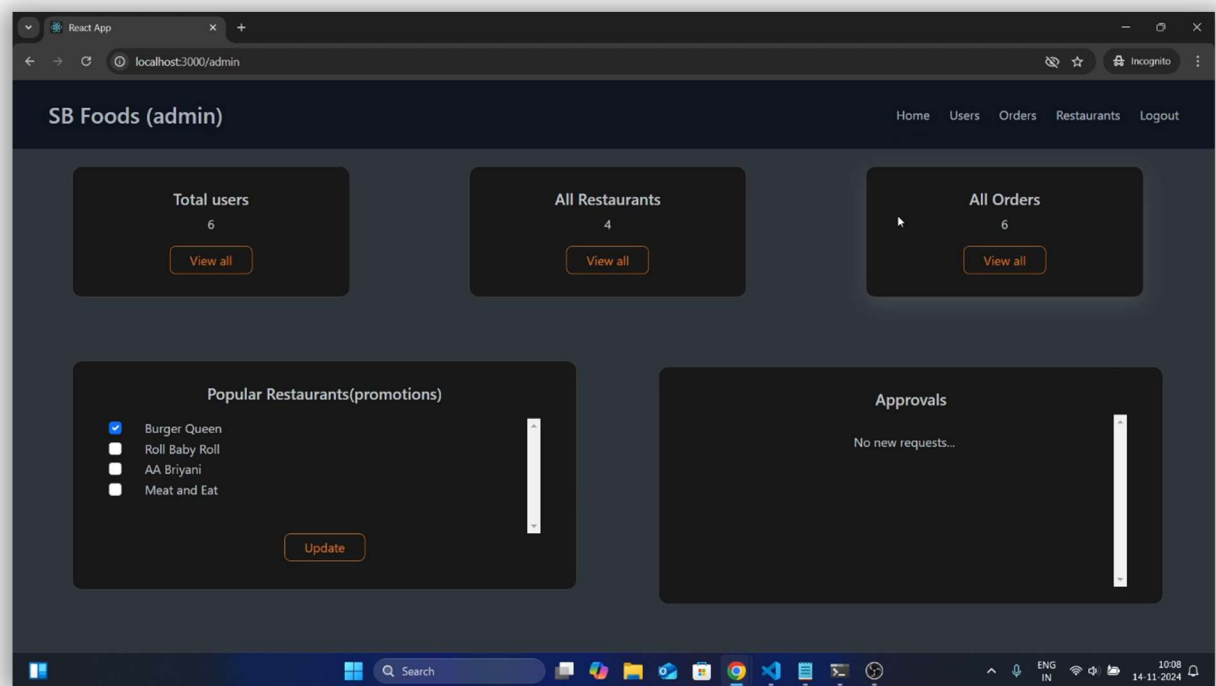 React App
localhost:3000/admin
Incognito
SB Foods (admin)
Home Users Orders Restaurants Logout
Total users
6
View all
All Restaurants
4
View all
All Orders
6
View all
Popular Restaurants(promotions)
Burger Queen
Roll Baby Roll
AA Briyani
Meat and Eat
Update
Approvals
No new requests...
Search
ENG
IN
10:08
14-11-2024